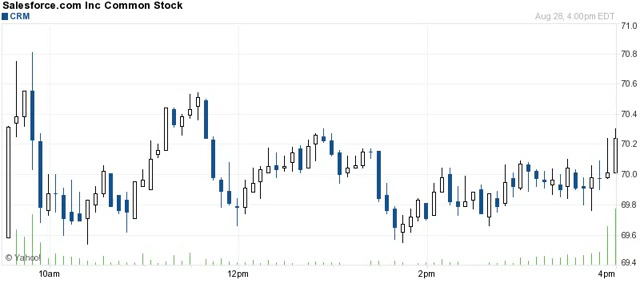 Salesforce.com Inc Common Stock
CRM
Aug 28, 4:00pm EDT
71.0
70.8
70.6
70.4
70.2
70.0
69.8
69.6
69.4
© Yahoo!
10am
12pm
2pm
4pm